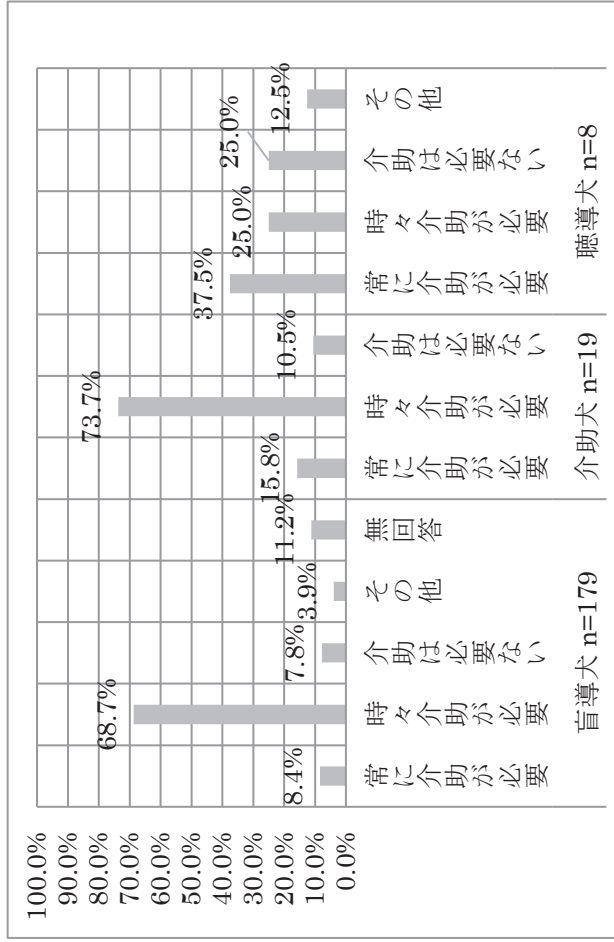 100.0%
90.0%
80.0%
70.0%
60.0%
50.0%
40.0%
30.0%
20.0%
10.0%
0.0%
8.4%
68.7%
7.8%
3.9%
11.2%
15.8%
73.7%
10.5%
37.5%
25.0%
25.0%
12.5%
常に介助が必要
時々介助が必要
介助は必要ない
その他
無回答
常に介助が必要
時々介助が必要
介助は必要ない
常に介助が必要
時々介助が必要
介助は必要ない
その他
盲導犬 n=179
介助犬 n=19
聴導犬 n=8